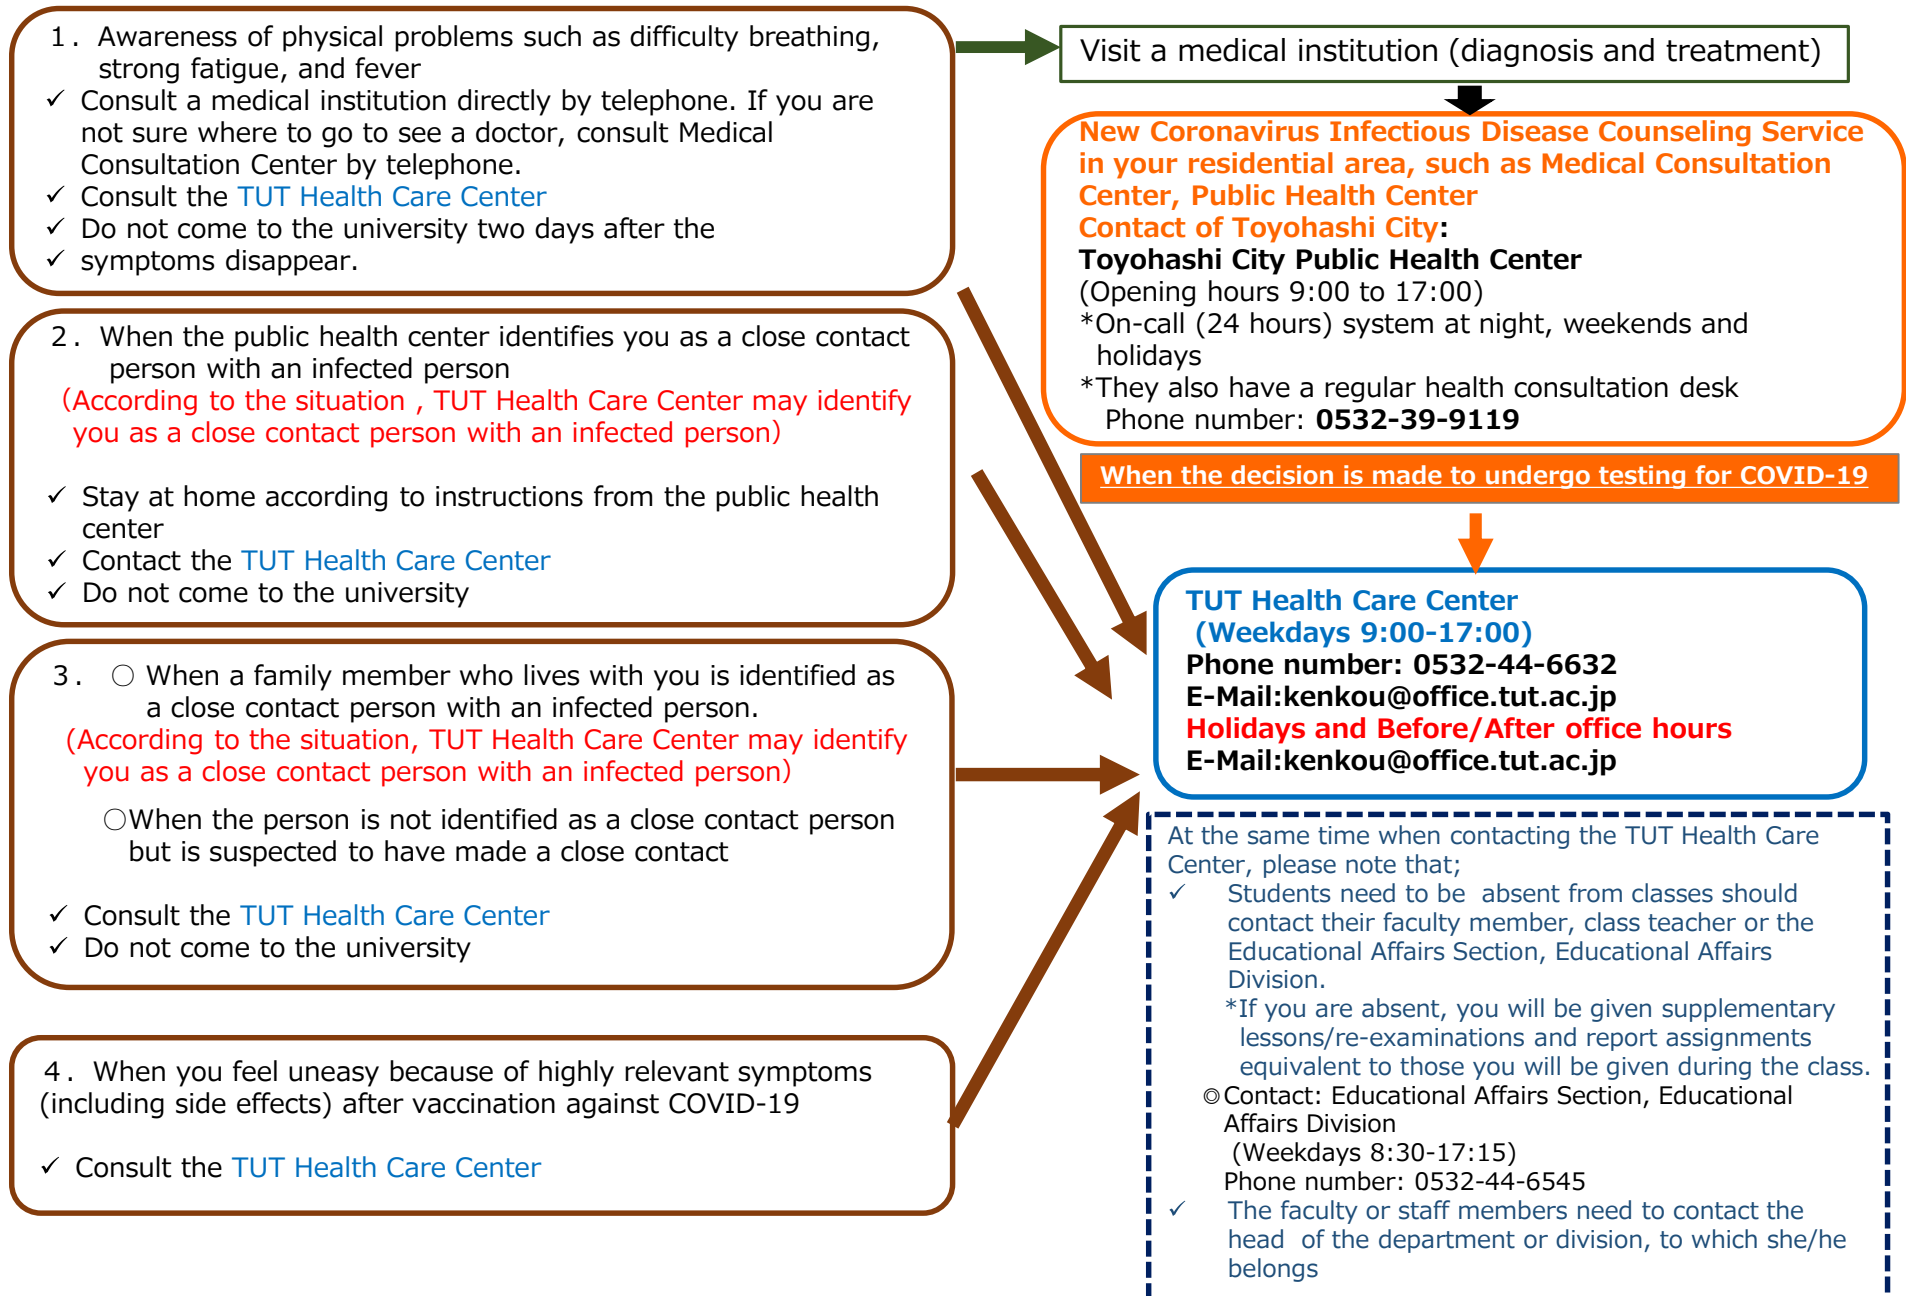 1. Awareness of physical problems such as difficulty breathing,
strong fatigue, and fever
✓ Consult a medical institution directly by telephone. If you are
not sure where to go to see a doctor, consult Medical
Consultation Center by telephone.
✓ Consult the TUT Health Care Center
✓ Do not come to the university two days after the
✓ symptoms disappear.
2. When the public health center identifies you as a close contact
person with an infected person
（According to the situation , TUT Health Care Center may identify
you as a close contact person with an infected person）
✓ Stay at home according to instructions from the public health
center
✓ Contact the TUT Health Care Center
✓ Do not come to the university
3. ○ When a family member who lives with you is identified as
a close contact person with an infected person.
(According to the situation, TUT Health Care Center may identify
you as a close contact person with an infected person）
○When the person is not identified as a close contact person
but is suspected to have made a close contact
✓ Consult the TUT Health Care Center
✓ Do not come to the university
4. When you feel uneasy because of highly relevant symptoms
(including side effects) after vaccination against COVID-19
✓ Consult the TUT Health Care Center
Visit a medical institution (diagnosis and treatment)
New Coronavirus Infectious Disease Counseling Service
in your residential area, such as Medical Consultation
Center, Public Health Center
Contact of Toyohashi City:
Toyohashi City Public Health Center
(Opening hours 9:00 to 17:00)
*On-call (24 hours) system at night, weekends and
holidays
*They also have a regular health consultation desk
Phone number: 0532-39-9119
When the decision is made to undergo testing for COVID-19
TUT Health Care Center
(Weekdays 9:00-17:00)
Phone number: 0532-44-6632
E-Mail:kenkou@office.tut.ac.jp
Holidays and Before/After office hours
E-Mail:kenkou@office.tut.ac.jp
At the same time when contacting the TUT Health Care
Center, please note that;
✓ Students need to be absent from classes should
contact their faculty member, class teacher or the
Educational Affairs Section, Educational Affairs
Division.
*If you are absent, you will be given supplementary
lessons/re-examinations and report assignments
equivalent to those you will be given during the class.
◎Contact: Educational Affairs Section, Educational
Affairs Division
(Weekdays 8:30-17:15)
Phone number: 0532-44-6545
✓ The faculty or staff members need to contact the
head of the department or division, to which she/he
belongs